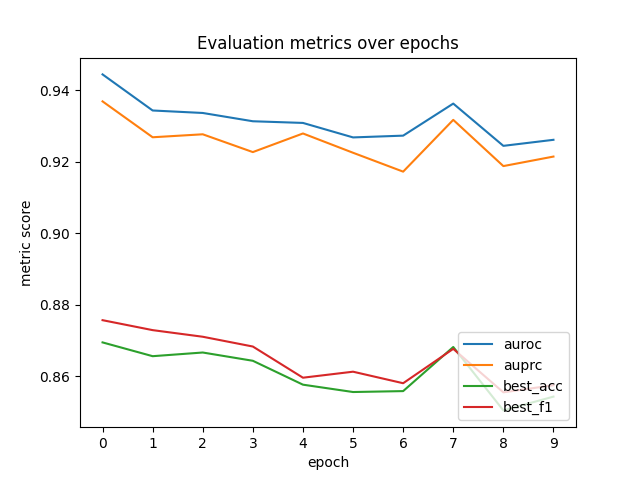 Evaluation metrics over epochs
metric score
0.94
0.92
0.90
0.88
0.86
0 1 2 3 4 5 6 7 8 9
epoch
auroc
auprc
best_acc
best_f1